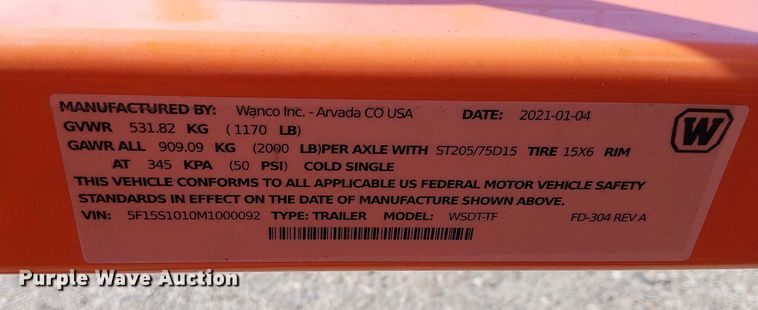 MANUFACTURED BY: Wanco Inc. - Arvada CO USA DATE: 2021-01-04
GVWR 531.82 KG (1170 LB)
W
GAWR ALL 909.09 KG (2000 LB)PER AXLE WITH ST205/75D15 TIRE 15X6 RIM
AT 345 KPA (50 PSI) COLD SINGLE
THIS VEHICLE CONFORMS TO ALL APPLICABLE US FEDERAL MOTOR VEHICLE SAFETY
STANDARDS IN EFFECT ON THE DATE OF MANUFACTURE SHOWN ABOVE.
VIN: 5F15S1010M1000092 TYPE: TRAILER MODEL: WSDT-TF FD-304 REV A
Purple Wave Auction